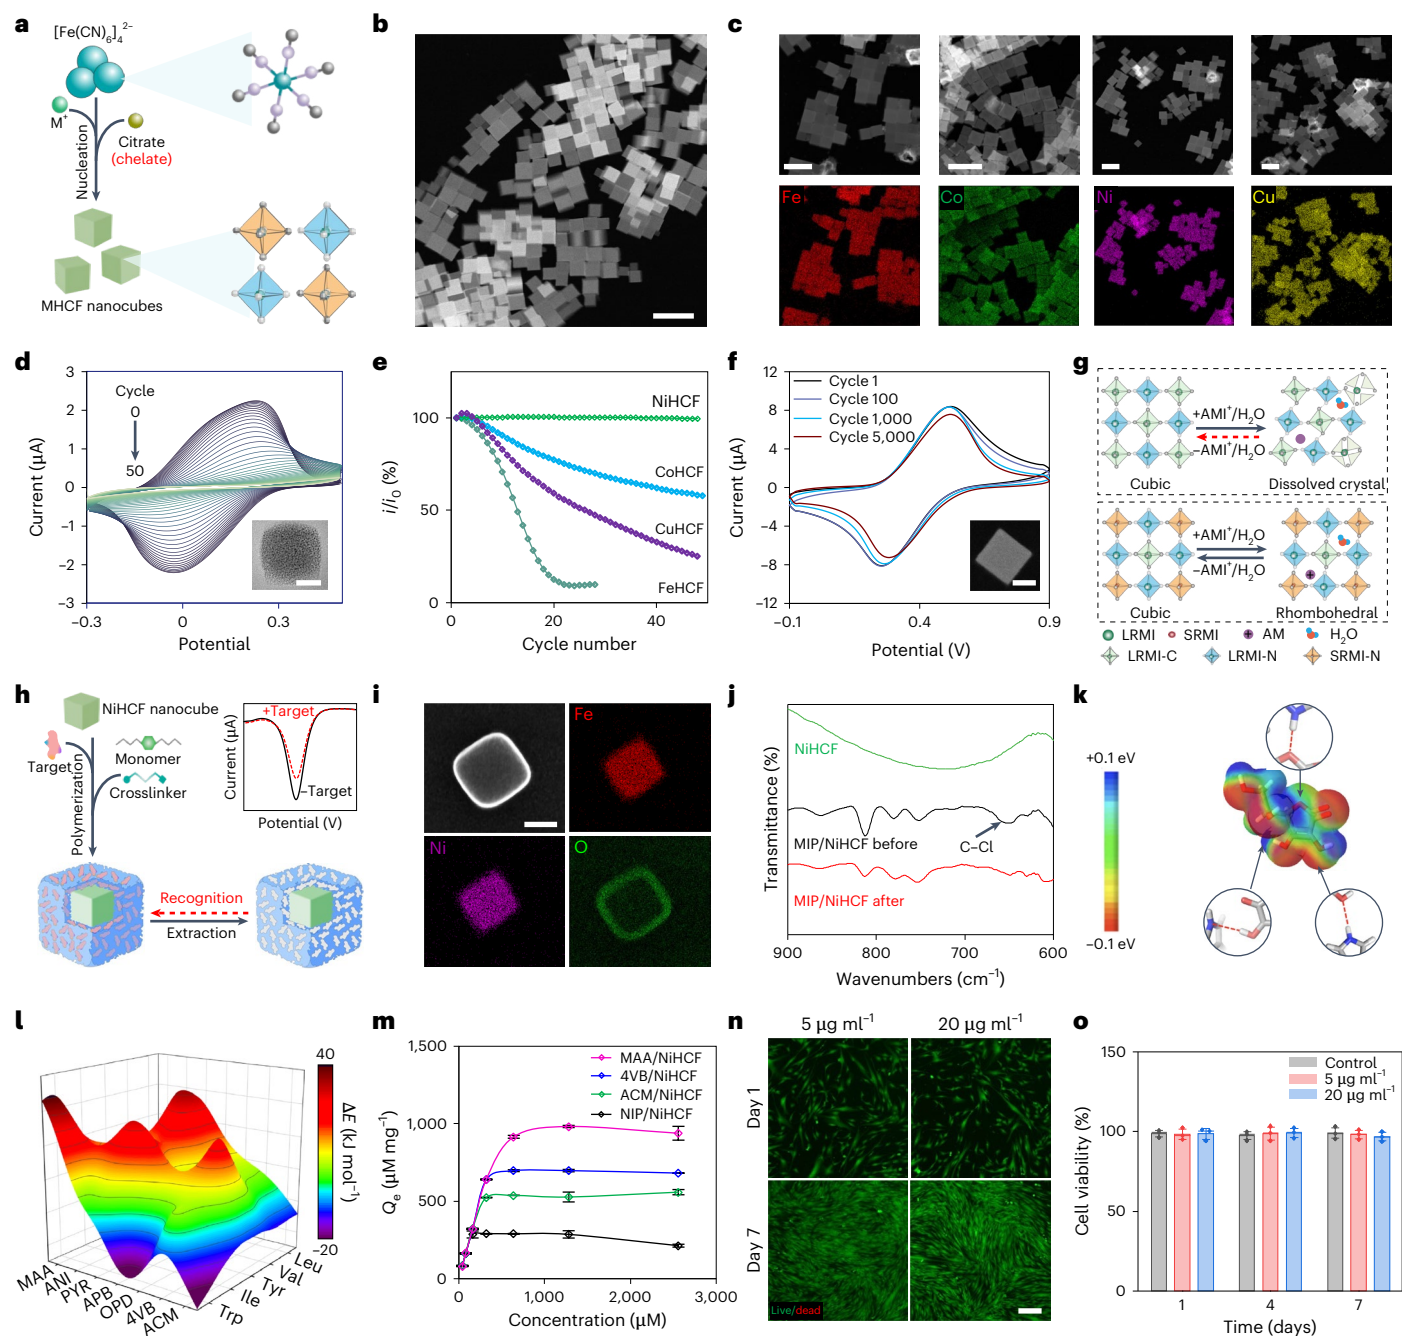 a
[Fe(CN)6]4 2−
M+
Citrate
(chelate)
Nucleation
MHCF nanocubes
b
c
Fe
Co
Ni
Cu
d
Current (µA)
3
2
1
0
−1
−2
−3
Cycle
0
50
−0.3
0
0.3
Potential
e
i/i0 (%)
100
50
0
NiHCF
CoHCF
CuHCF
FeHCF
0
20
40
Cycle number
f
Current (µA)
12
8
4
0
−4
−8
−12
Cycle 1
Cycle 100
Cycle 1,000
Cycle 5,000
−0.1
0.4
0.9
Potential (V)
g
+AMI+/H2O
−AMI+/H2O
Cubic
Dissolved crystal
+AMI+/H2O
−AMI+/H2O
Cubic
Rhombohedral
LRMI
SRMI
AM
H2O
LRMI-C
LRMI-N
SRMI-N
h
NiHCF nanocube
Target
Monomer
Crosslinker
Polymerization
Current (µA)
+Target
−Target
Potential (V)
Recognition
Extraction
i
Fe
Ni
O
j
Transmittance (%)
NiHCF
MIP/NiHCF before
C–Cl
MIP/NiHCF after
900
800
700
600
Wavenumbers (cm−1)
k
+0.1 eV
−0.1 eV
l
40
ΔE (kJ mol−1)
−20
MAA
ANI
PYR
APB
OPD
4VB
ACM
Trp
Ile
Tyr
Val
Leu
m
Qe (µM mg−1)
1,500
1,000
500
0
MAA/NiHCF
4VB/NiHCF
ACM/NiHCF
NIP/NiHCF
0
1,000
2,000
3,000
Concentration (µM)
n
5 µg ml−1
20 µg ml−1
Day 1
Day 7
Live/dead
o
Cell viability (%)
150
100
50
0
Control
5 µg ml−1
20 µg ml−1
1
4
7
Time (days)